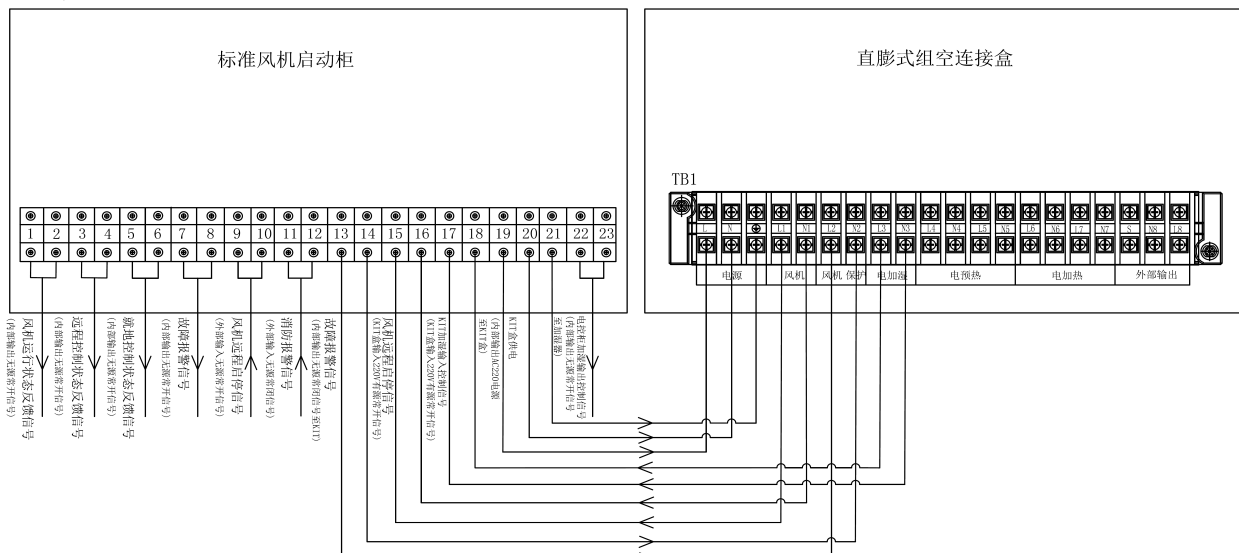 标准风机启动柜
直膨式组空连接盒
TB1
1 2 3 4 5 6 7 8 9 10 11 12 13 14 15 16 17 18 19 20 21 22 23
L N L1 N1 L2 N2 L3 N3 L4 N4 L5 N5 L6 N6 L7 N7 S N8 L8
电源 风机 风机 保护 电加湿 电预热 电加热 外部输出
风机运行状态反馈信号
(内部输出无源常开信号)
远程控制状态反馈信号
(内部输出无源常开信号)
就地控制状态反馈信号
(内部输出无源常开信号)
故障报警信号
(内部输出无源常开信号)
风机远程启停信号
(外部输入无源常开信号)
消防报警信号
(外部输入无源常闭信号)
故障报警信号
(内部输出无源常闭信号至KIT)
风机远程启停信号
(KIT盒输入220V有源常开信号)
KIT加湿输入控制信号
(KIT盒输入220V有源常开信号)
KIT盒供电
(内部输出AC220电源
至KIT盒)
电控柜加湿输出控制信号
(内部输出无源常开信号
至加湿器)